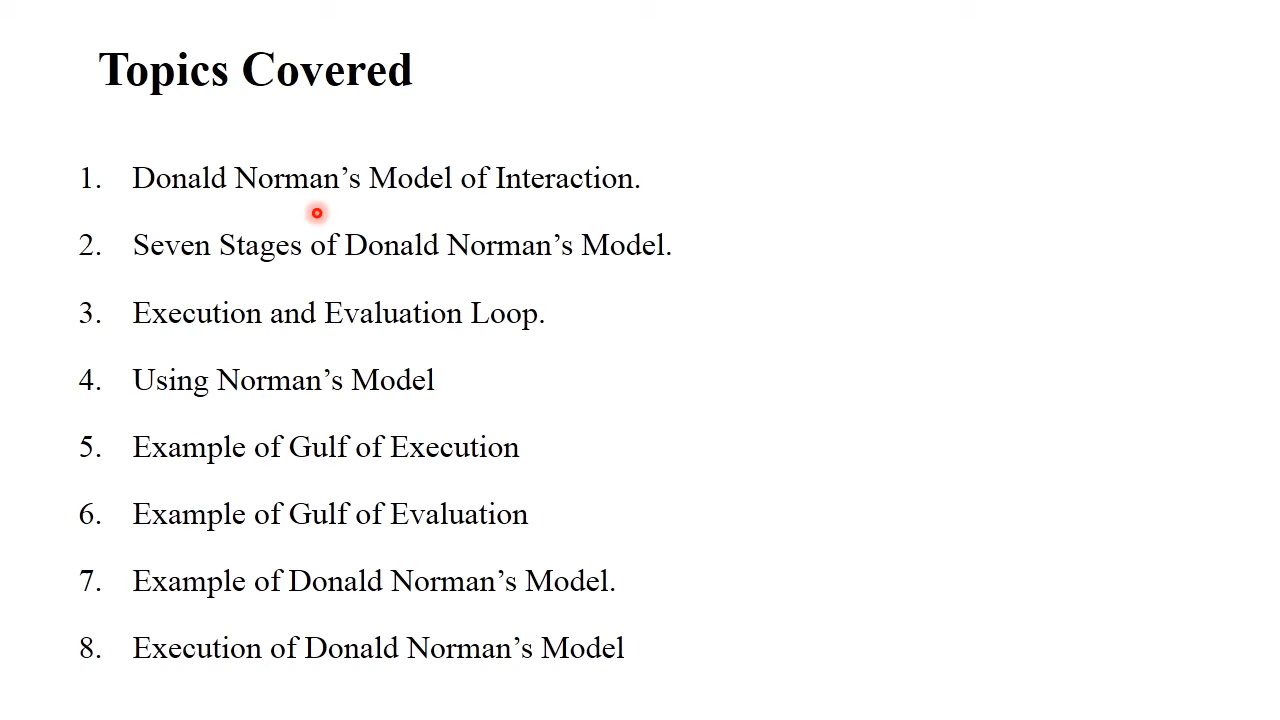 Topics Covered
1. Donald Norman’s Model of Interaction.
2. Seven Stages of Donald Norman’s Model.
3. Execution and Evaluation Loop.
4. Using Norman’s Model
5. Example of Gulf of Execution
6. Example of Gulf of Evaluation
7. Example of Donald Norman’s Model.
8. Execution of Donald Norman’s Model